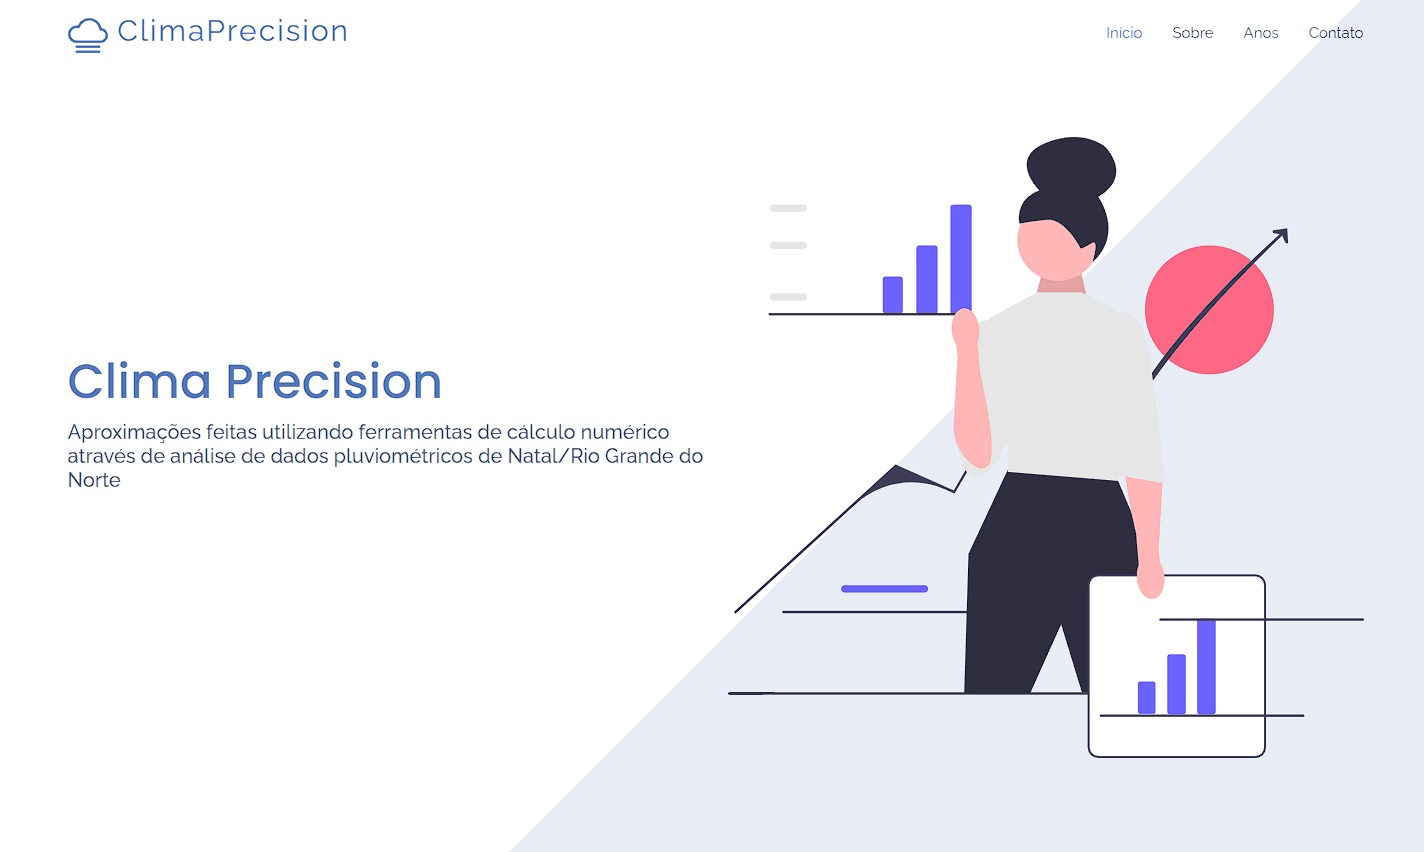 ClimaPrecision
Início Sobre Anos Contato
Clima Precision
Aproximações feitas utilizando ferramentas de cálculo numérico
através de análise de dados pluviométricos de Natal/Rio Grande do
Norte